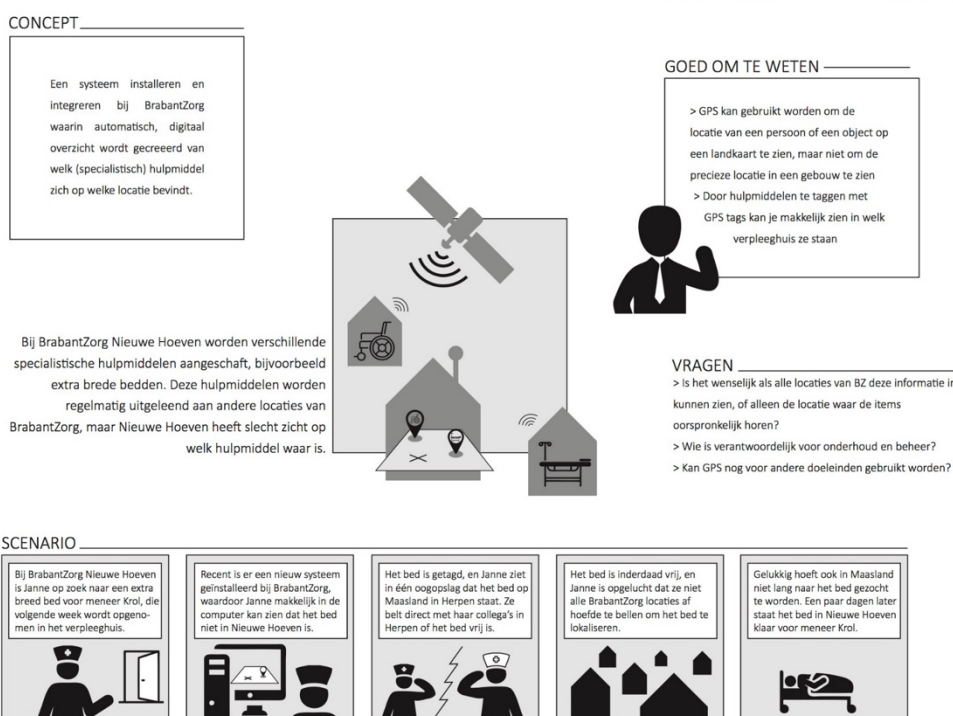 CONCEPT
Een systeem installeren en
integreren bij BrabantZorg
waarin automatisch, digitaal
overzicht wordt gecreeerd van
welk (specialistisch) hulpmiddel
zich op welke locatie bevindt.
GOED OM TE WETEN
> GPS kan gebruikt worden om de
locatie van een persoon of een object op
een landkaart te zien, maar niet om de
precieze locatie in een gebouw te zien
> Door hulpmiddelen te taggen met
GPS tags kan je makkelijk zien in welk
verpleeghuis ze staan
Bij BrabantZorg Nieuwe Hoeven worden verschillende
specialistische hulpmiddelen aangeschaft, bijvoorbeeld
extra brede bedden. Deze hulpmiddelen worden
regelmatig uitgeleend aan andere locaties van
BrabantZorg, maar Nieuwe Hoeven heeft slecht zicht op
welk hulpmiddel waar is.
VRAGEN
> Is het wenselijk als alle locaties van BZ deze informatie in
kunnen zien, of alleen de locatie waar de items
oorspronkelijk horen?
> Wie is verantwoordelijk voor onderhoud en beheer?
> Kan GPS nog voor andere doeleinden gebruikt worden?
SCENARIO
Bij BrabantZorg Nieuwe Hoeven
is Janne op zoek naar een extra
breed bed voor meneer Krol, die
volgende week wordt opgeno-
men in het verpleeghuis.
Recent is er een nieuw systeem
geïnstalleerd bij BrabantZorg,
waardoor Janne makkelijk in de
computer kan zien dat het bed
niet in Nieuwe Hoeven is.
Het bed is getagd, en Janne ziet
in één oogopslag dat het bed op
Maasland in Herpen staat. Ze
belt direct met haar collega's in
Herpen of het bed vrij is.
Het bed is inderdaad vrij, en
Janne is opgelucht dat ze niet
alle BrabantZorg locaties af
hoefde te bellen om het bed te
lokaliseren.
Gelukkig hoeft ook in Maasland
niet lang naar het bed gezocht
te worden. Een paar dagen later
staat het bed in Nieuwe Hoeven
klaar voor meneer Krol.